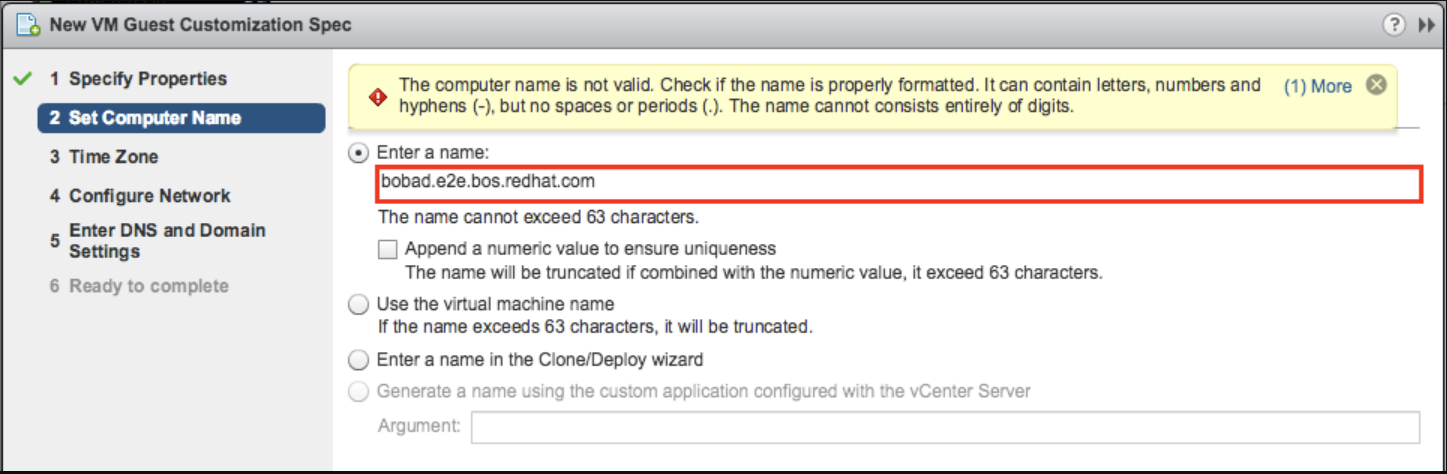 New VM Guest Customization Spec
1 Specify Properties
2 Set Computer Name
3 Time Zone
4 Configure Network
5 Enter DNS and Domain
Settings
6 Ready to complete
The computer name is not valid. Check if the name is properly formatted. It can contain letters, numbers and
hyphens (-), but no spaces or periods (.). The name cannot consists entirely of digits.
(1) More
Enter a name:
bobad.e2e.bos.redhat.com
The name cannot exceed 63 characters.
Append a numeric value to ensure uniqueness
The name will be truncated if combined with the numeric value, it exceed 63 characters.
Use the virtual machine name
If the name exceeds 63 characters, it will be truncated.
Enter a name in the Clone/Deploy wizard
Generate a name using the custom application configured with the vCenter Server
Argument: